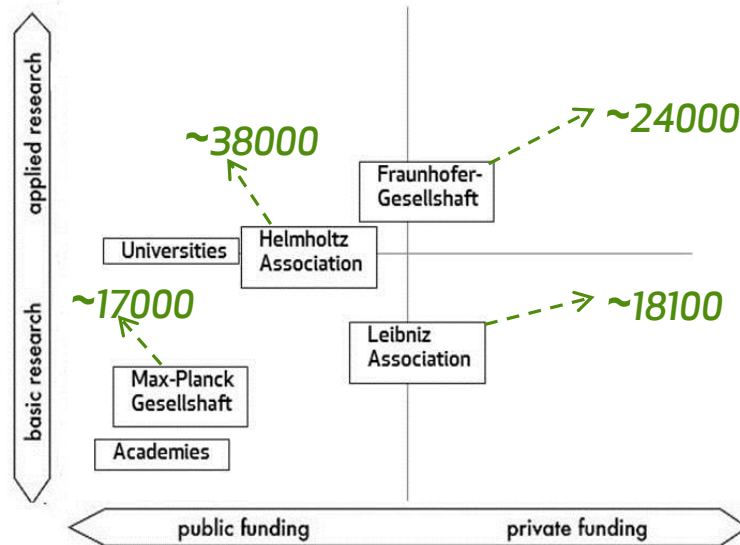 applied research
basic research
~38000
~24000
Fraunhofer-
Gesellshaft
Universities
Helmholtz
Association
~17000
~18100
Leibniz
Association
Max-Planck
Gesellshaft
Academies
public funding
private funding